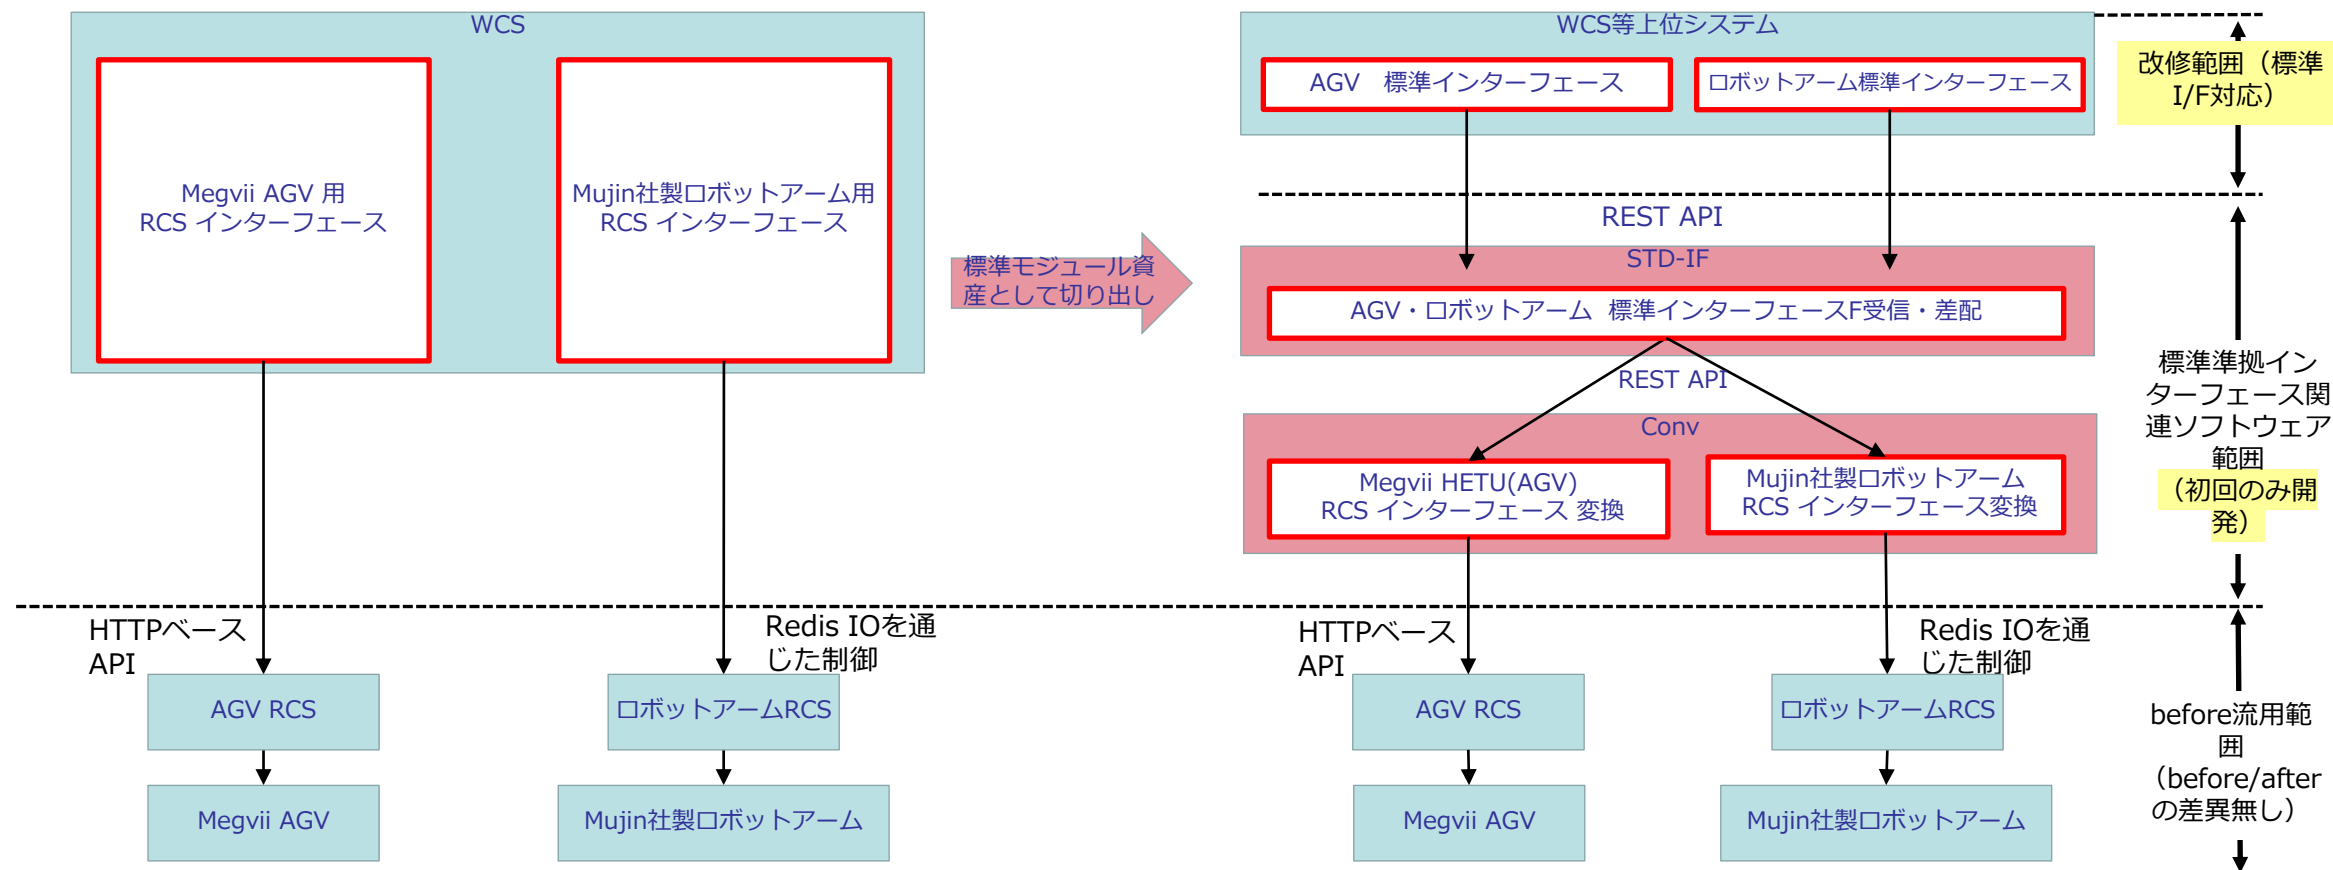 WCS
Megvii AGV 用
RCS インターフェース
Mujin社製ロボットアーム用
RCS インターフェース
HTTPベース
API
Redis IOを通
じた制御
AGV RCS
ロボットアームRCS
Megvii AGV
Mujin社製ロボットアーム
標準モジュール資
産として切り出し
WCS等上位システム
AGV　標準インターフェース
ロボットアーム標準インターフェース
REST API
STD-IF
AGV・ロボットアーム 標準インターフェースF受信・差配
REST API
Conv
Megvii HETU(AGV)
RCS インターフェース 変換
Mujin社製ロボットアーム
RCS インターフェース変換
HTTPベース
API
Redis IOを通
じた制御
AGV RCS
ロボットアームRCS
Megvii AGV
Mujin社製ロボットアーム
改修範囲（標準
I/F対応）
標準準拠イン
ターフェース関
連ソフトウェア
範囲
（初回のみ開
発）
before流用範
囲
（before/after
の差異無し）